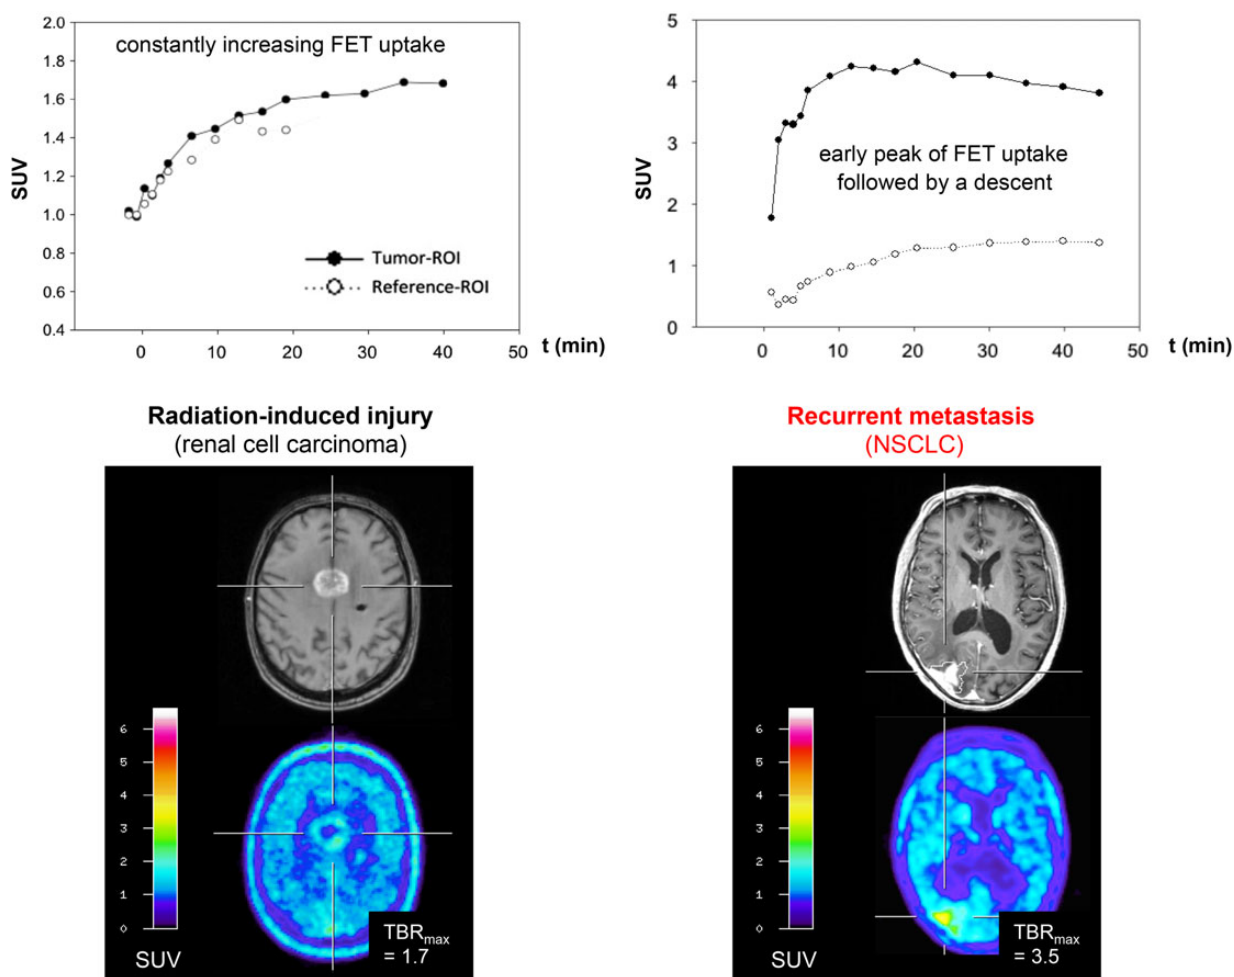 constantly increasing FET uptake
2.0
1.8
1.6
1.4
1.2
1.0
0.8
0.6
0.4
SUV
Tumor-ROI
Reference-ROI
0 10 20 30 40 50
t (min)
5
4
3
2
1
0
SUV
early peak of FET uptake
followed by a descent
0 10 20 30 40 50
t (min)
Radiation-induced injury
(renal cell carcinoma)
6
5
4
3
2
1
0
SUV
TBRmax
= 1.7
Recurrent metastasis
(NSCLC)
6
5
4
3
2
1
0
SUV
TBRmax
= 3.5